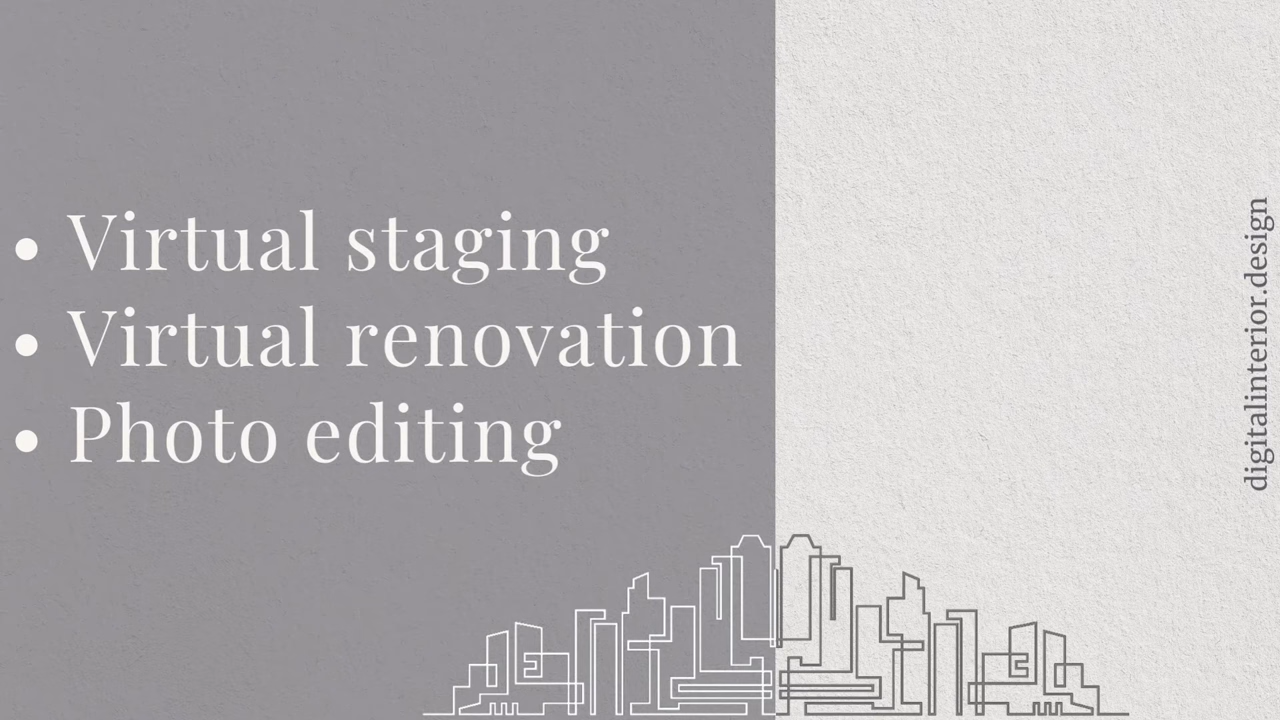 • Virtual staging
• Virtual renovation
• Photo editing
digitalinterior.design